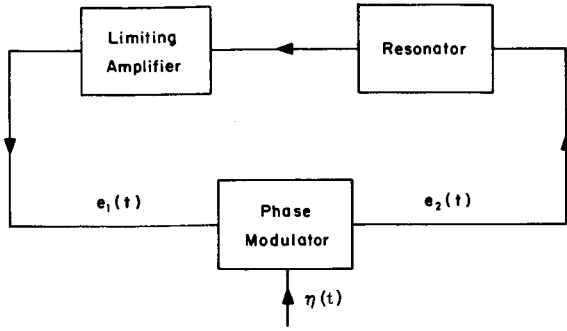 Limiting
Amplifier
Resonator
e₁(t)
Phase
Modulator
e₂(t)
η(t)